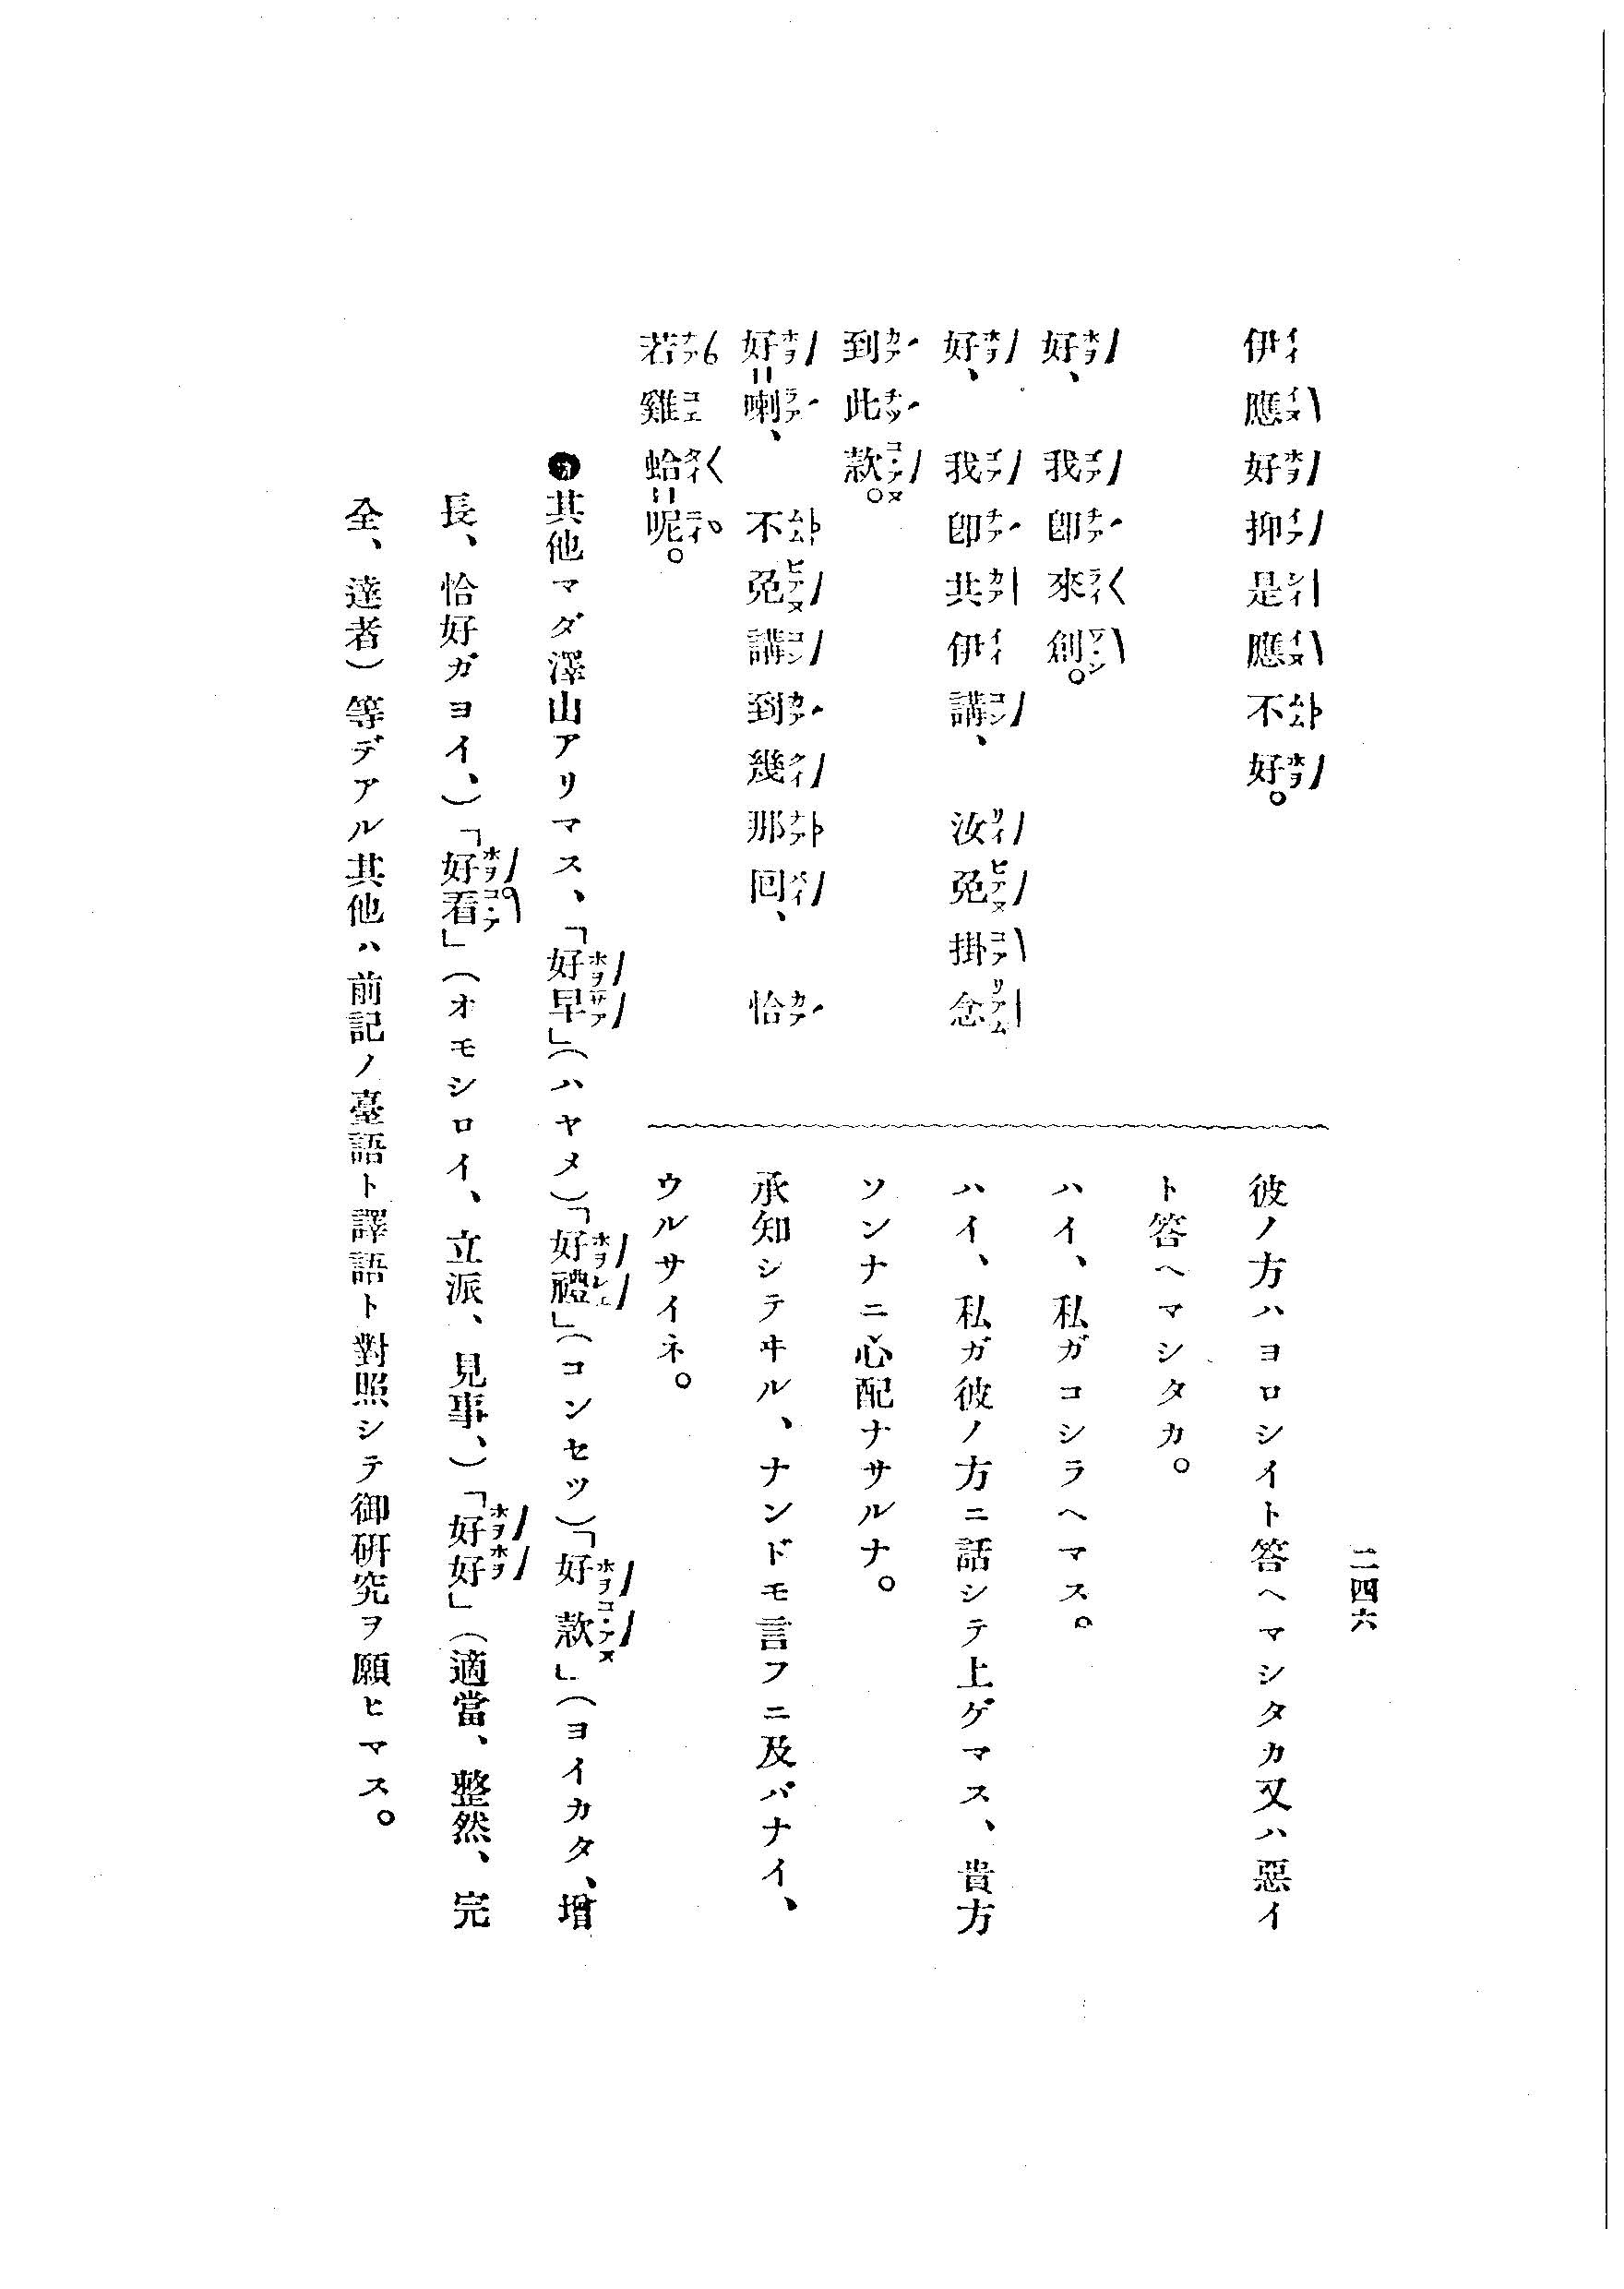 二四六
伊應好抑是應不好。
好、我卽來創。
好、我卽共伊講、汝免掛念
到此款。
好＝喇、不免講到幾那回、恰
若雞蛤＝呢。
彼ノ方ハヨロシイト答ヘマシタカ又ハ惡イ
ト答ヘマシタカ。
ハイ、私ガコシラヘマス。
ハイ、私ガ彼ノ方ニ話シテ上ゲマス、貴方
ソンナニ心配ナサルナ。
承知シテヰル、ナンドモ言フニ及バナイ、
ウルサイネ。
其他マダ澤山アリマス、「好早」（ハヤメ）「好禮」（コンセツ）「好款」（ヨイカタ、增
長、恰好ガヨイ、）「好看」（オモシロイ、立派、見事、）「好好」（適當、整然、完
全、達者）等デアル其他ハ前記ノ臺語ト譯語ト對照シテ御研究ヲ願ヒマス。